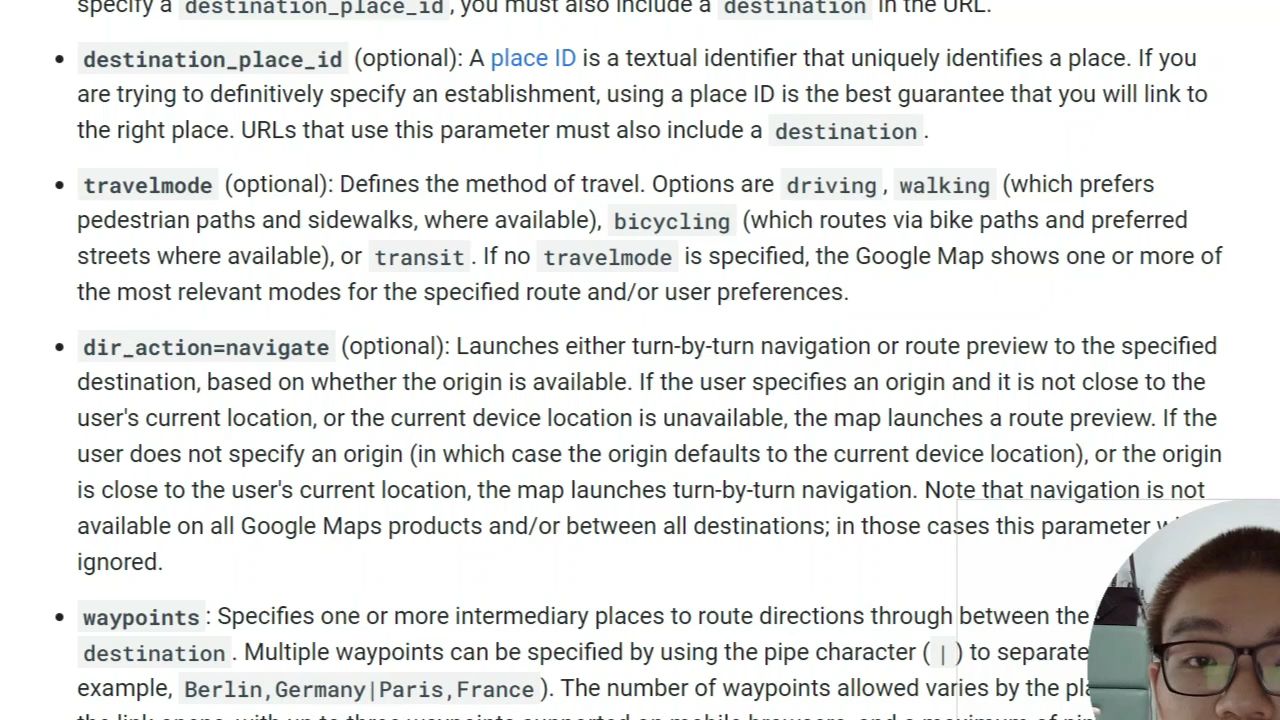 specify a destination_place_id, you must also include a destination in the URL.
• destination_place_id (optional): A place ID is a textual identifier that uniquely identifies a place. If you
are trying to definitively specify an establishment, using a place ID is the best guarantee that you will link to
the right place. URLs that use this parameter must also include a destination.
• travelmode (optional): Defines the method of travel. Options are driving, walking (which prefers
pedestrian paths and sidewalks, where available), bicycling (which routes via bike paths and preferred
streets where available), or transit. If no travelmode is specified, the Google Map shows one or more of
the most relevant modes for the specified route and/or user preferences.
• dir_action=navigate (optional): Launches either turn-by-turn navigation or route preview to the specified
destination, based on whether the origin is available. If the user specifies an origin and it is not close to the
user's current location, or the current device location is unavailable, the map launches a route preview. If the
user does not specify an origin (in which case the origin defaults to the current device location), or the origin
is close to the user's current location, the map launches turn-by-turn navigation. Note that navigation is not
available on all Google Maps products and/or between all destinations; in those cases this parameter
ignored.
• waypoints: Specifies one or more intermediary places to route directions through between the
destination. Multiple waypoints can be specified by using the pipe character (|) to separate
example, Berlin,Germany|Paris,France). The number of waypoints allowed varies by the